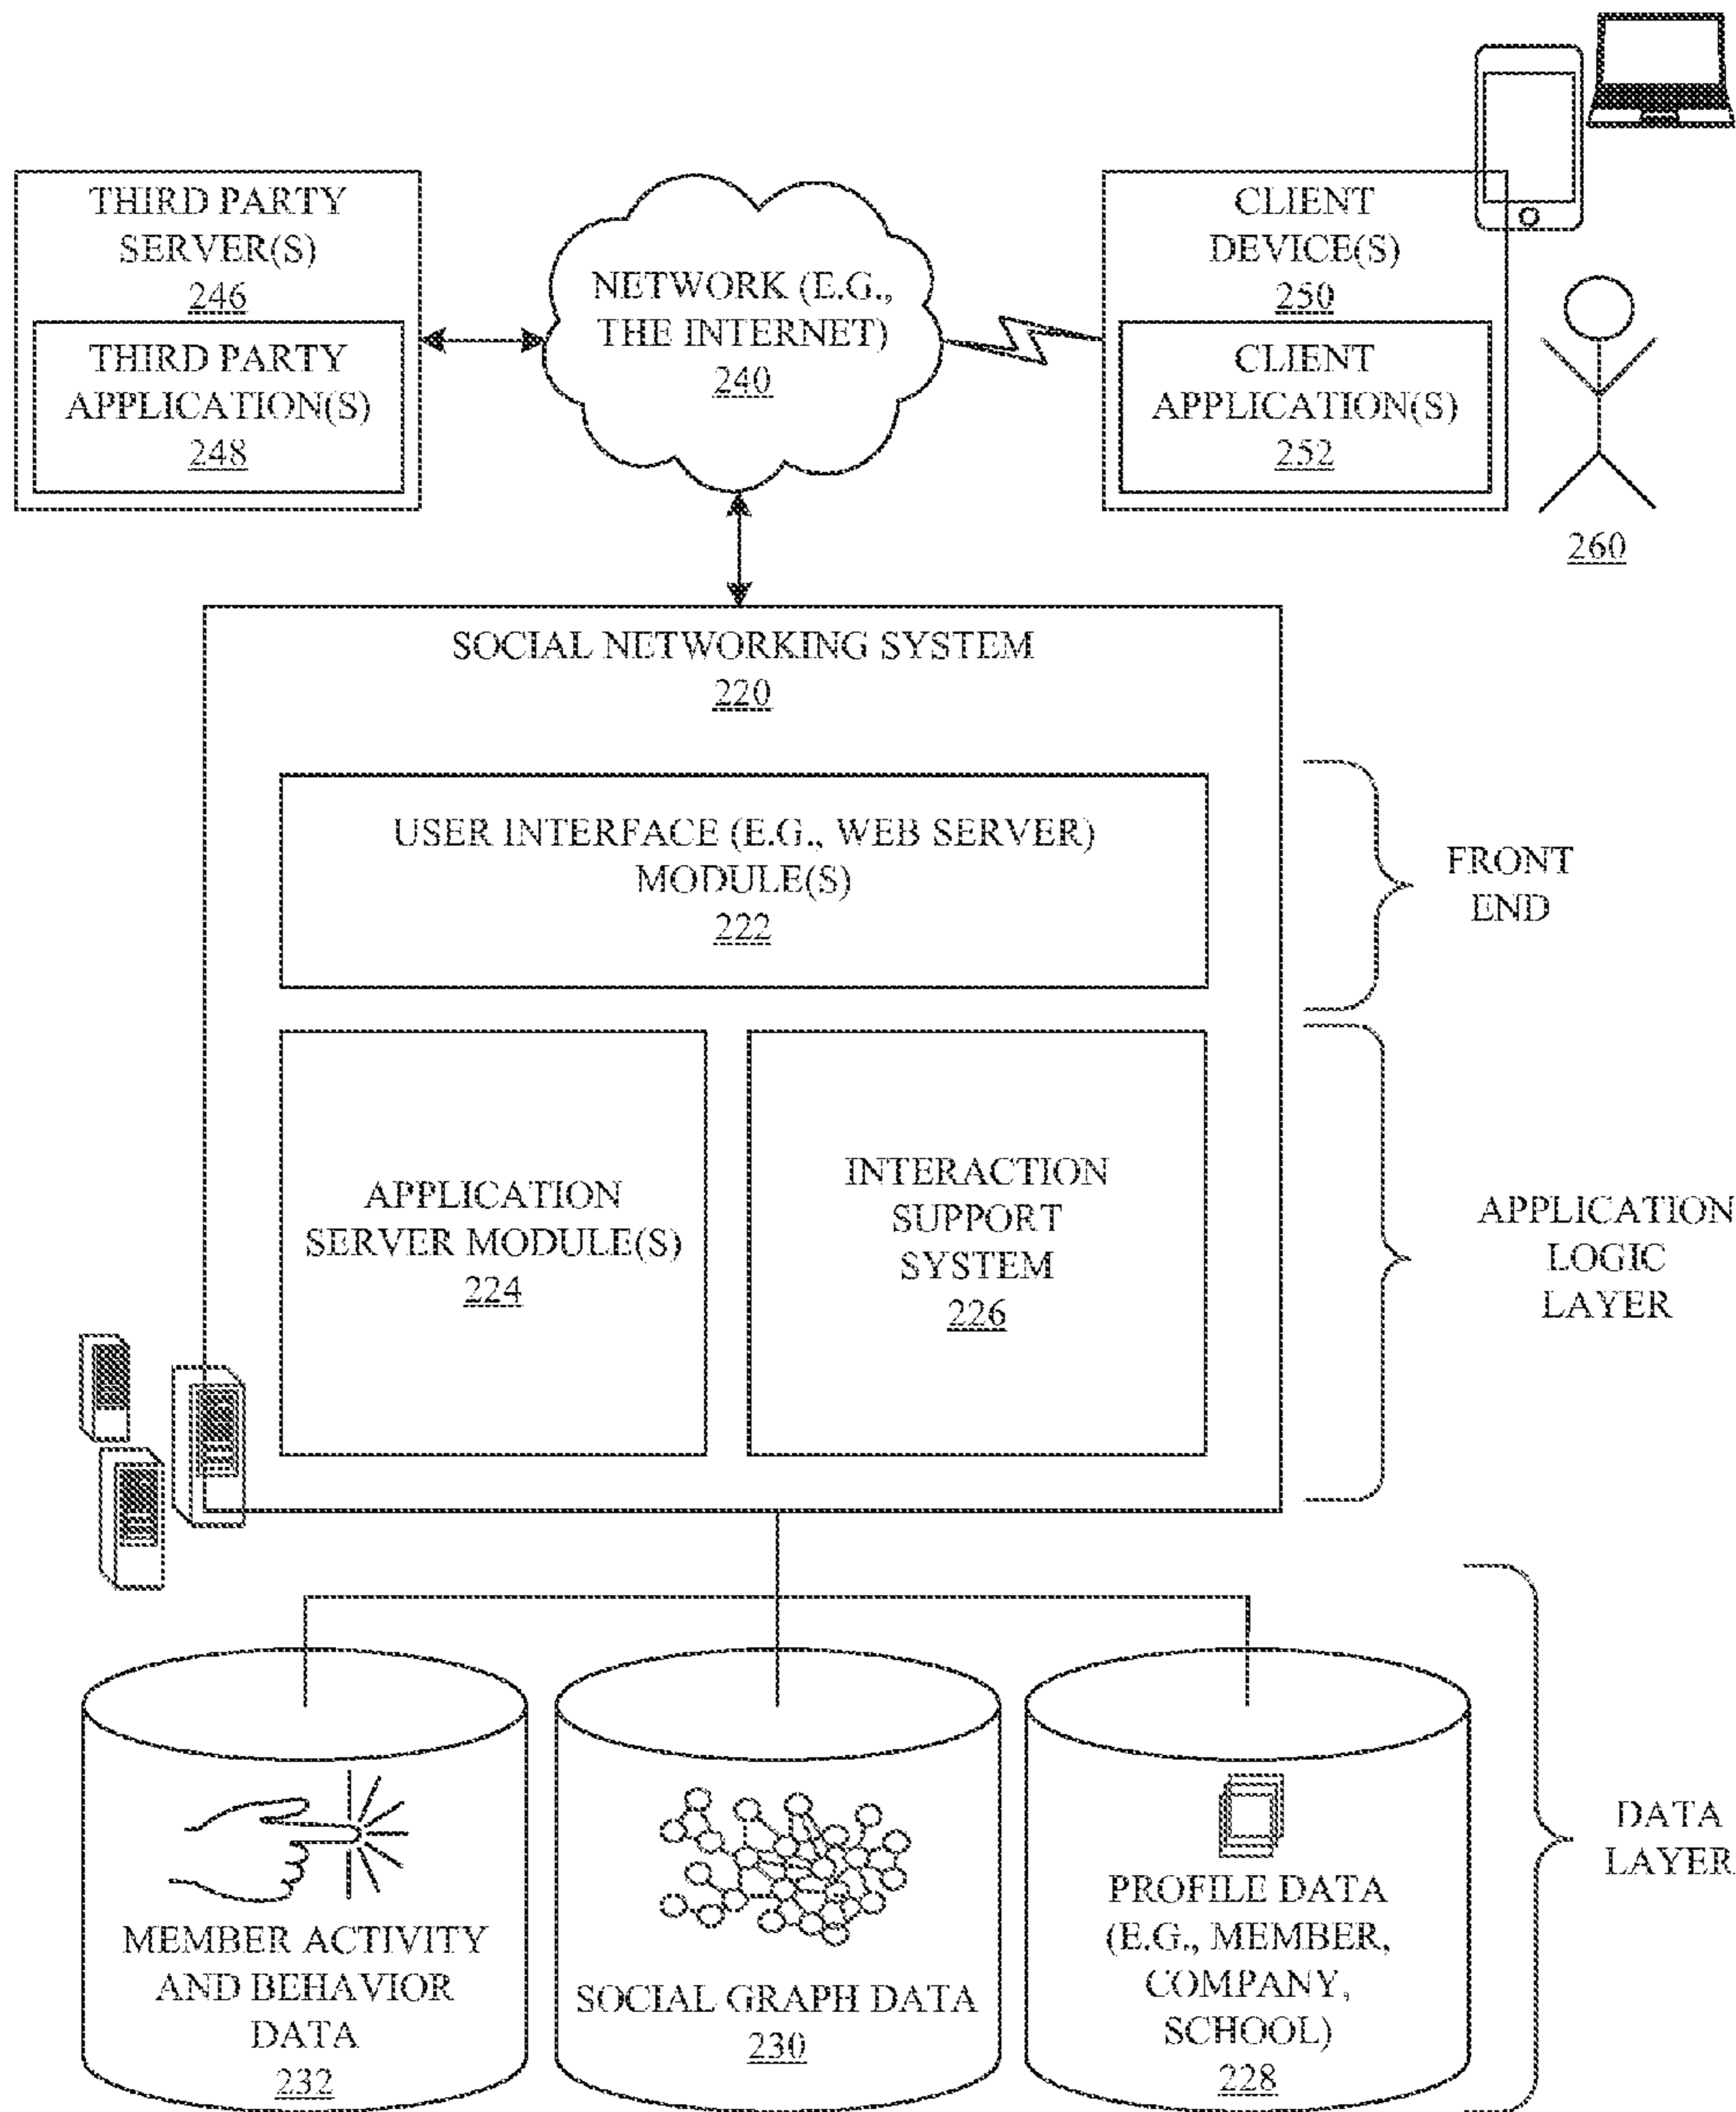 THIRD PARTY
SERVER(S)
246
THIRD PARTY
APPLICATION(S)
248
NETWORK (E.G.,
THE INTERNET)
240
CLIENT
DEVICE(S)
250
CLIENT
APPLICATION(S)
252
260
SOCIAL NETWORKING SYSTEM
220
USER INTERFACE (E.G., WEB SERVER)
MODULE(S)
222
FRONT
END
APPLICATION
SERVER MODULE(S)
224
INTERACTION
SUPPORT
SYSTEM
226
APPLICATION
LOGIC
LAYER
MEMBER ACTIVITY
AND BEHAVIOR
DATA
232
SOCIAL GRAPH DATA
230
PROFILE DATA
(E.G., MEMBER,
COMPANY,
SCHOOL)
228
DATA
LAYER